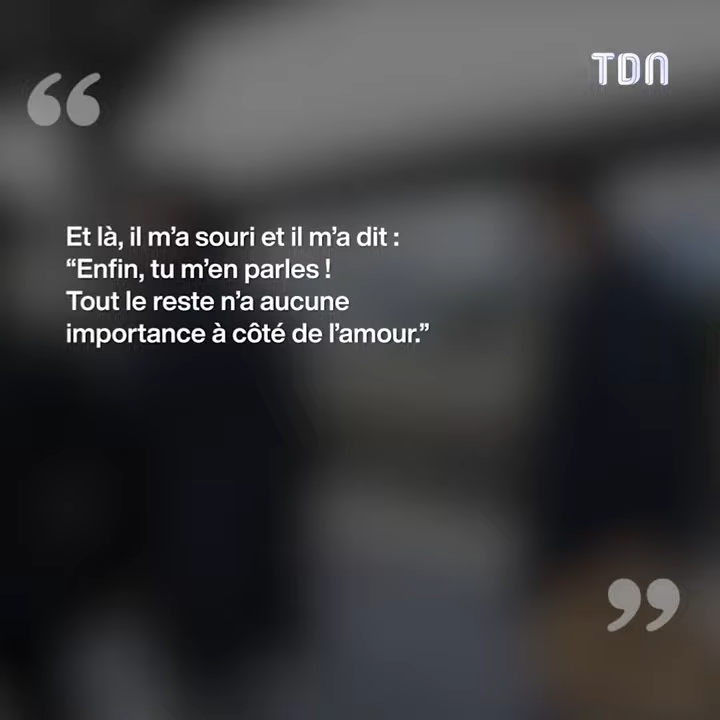 TDN
“
Et là, il m’a souri et il m’a dit :
“Enfin, tu m’en parles !
Tout le reste n’a aucune
importance à côté de l’amour.”
”